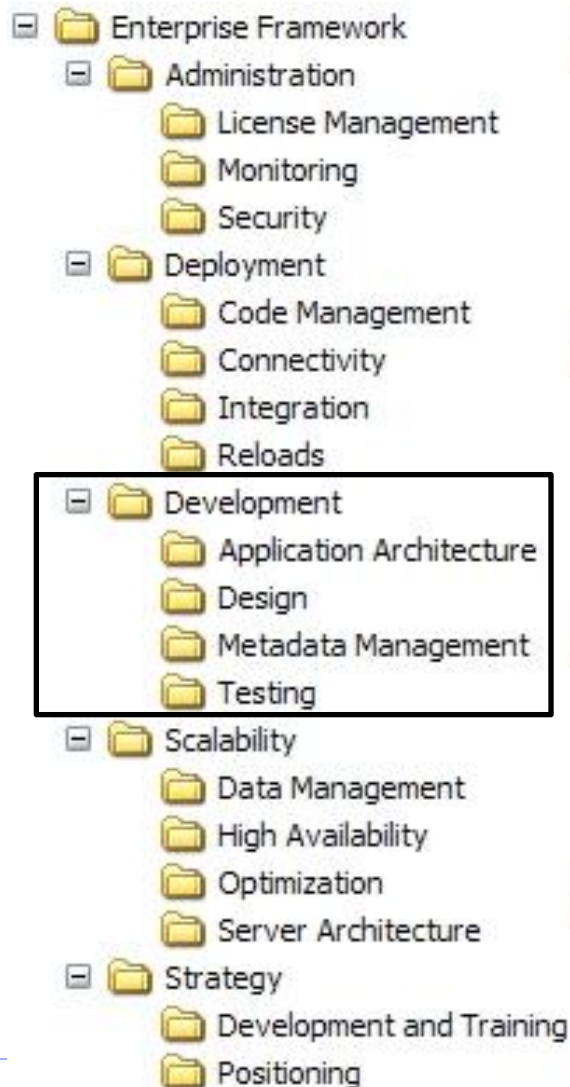 Enterprise Framework
Administration
License Management
Monitoring
Security
Deployment
Code Management
Connectivity
Integration
Reloads
Development
Application Architecture
Design
Metadata Management
Testing
Scalability
Data Management
High Availability
Optimization
Server Architecture
Strategy
Development and Training
Positioning